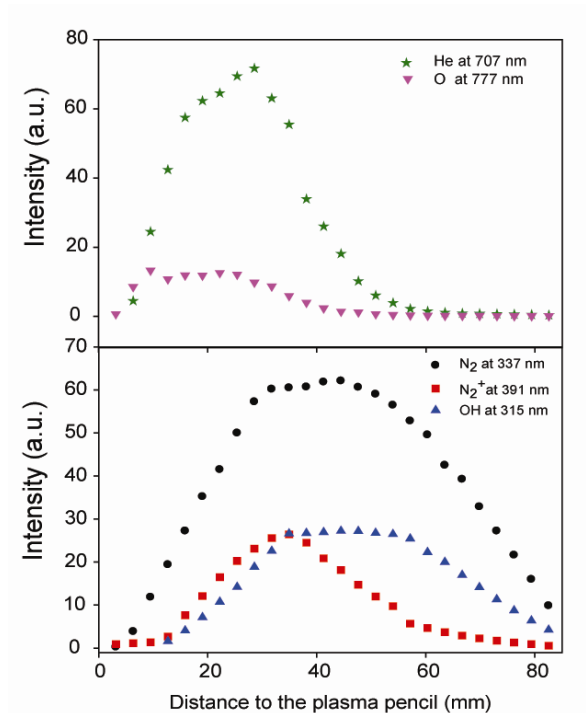 80
He at 707 nm
O at 777 nm
60
Intensity (a.u.)
40
20
0
70
N2 at 337 nm
60
N2+ at 391 nm
OH at 315 nm
50
Intensity (a.u.)
40
30
20
10
0
0 20 40 60 80
Distance to the plasma pencil (mm)